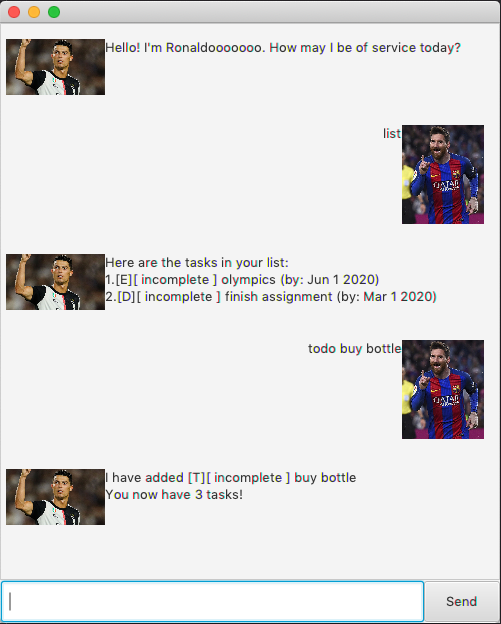 Hello! I'm Ronaldooooooo. How may I be of service today?
list
QATAR
Here are the tasks in your list:
1.[E][ incomplete ] olympics (by: Jun 1 2020)
2.[D][ incomplete ] finish assignment (by: Mar 1 2020)
todo buy bottle
QATAR
I have added [T][ incomplete ] buy bottle
You now have 3 tasks!
Send